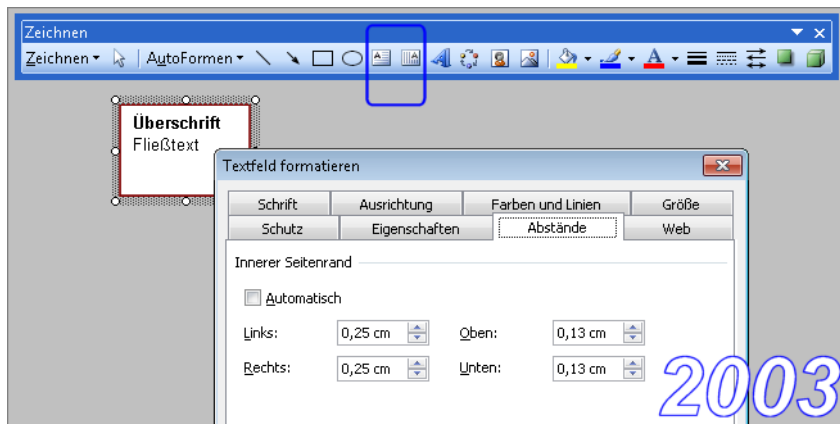 Zeichnen
Zeichnen AutoFormen
Überschrift
Fließtext
Textfeld formatieren
Schrift Ausrichtung Farben und Linien Größe
Schutz Eigenschaften Abstände Web
Innerer Seitenrand
Automatisch
Links: 0,25 cm Oben: 0,13 cm
Rechts: 0,25 cm Unten: 0,13 cm
2003